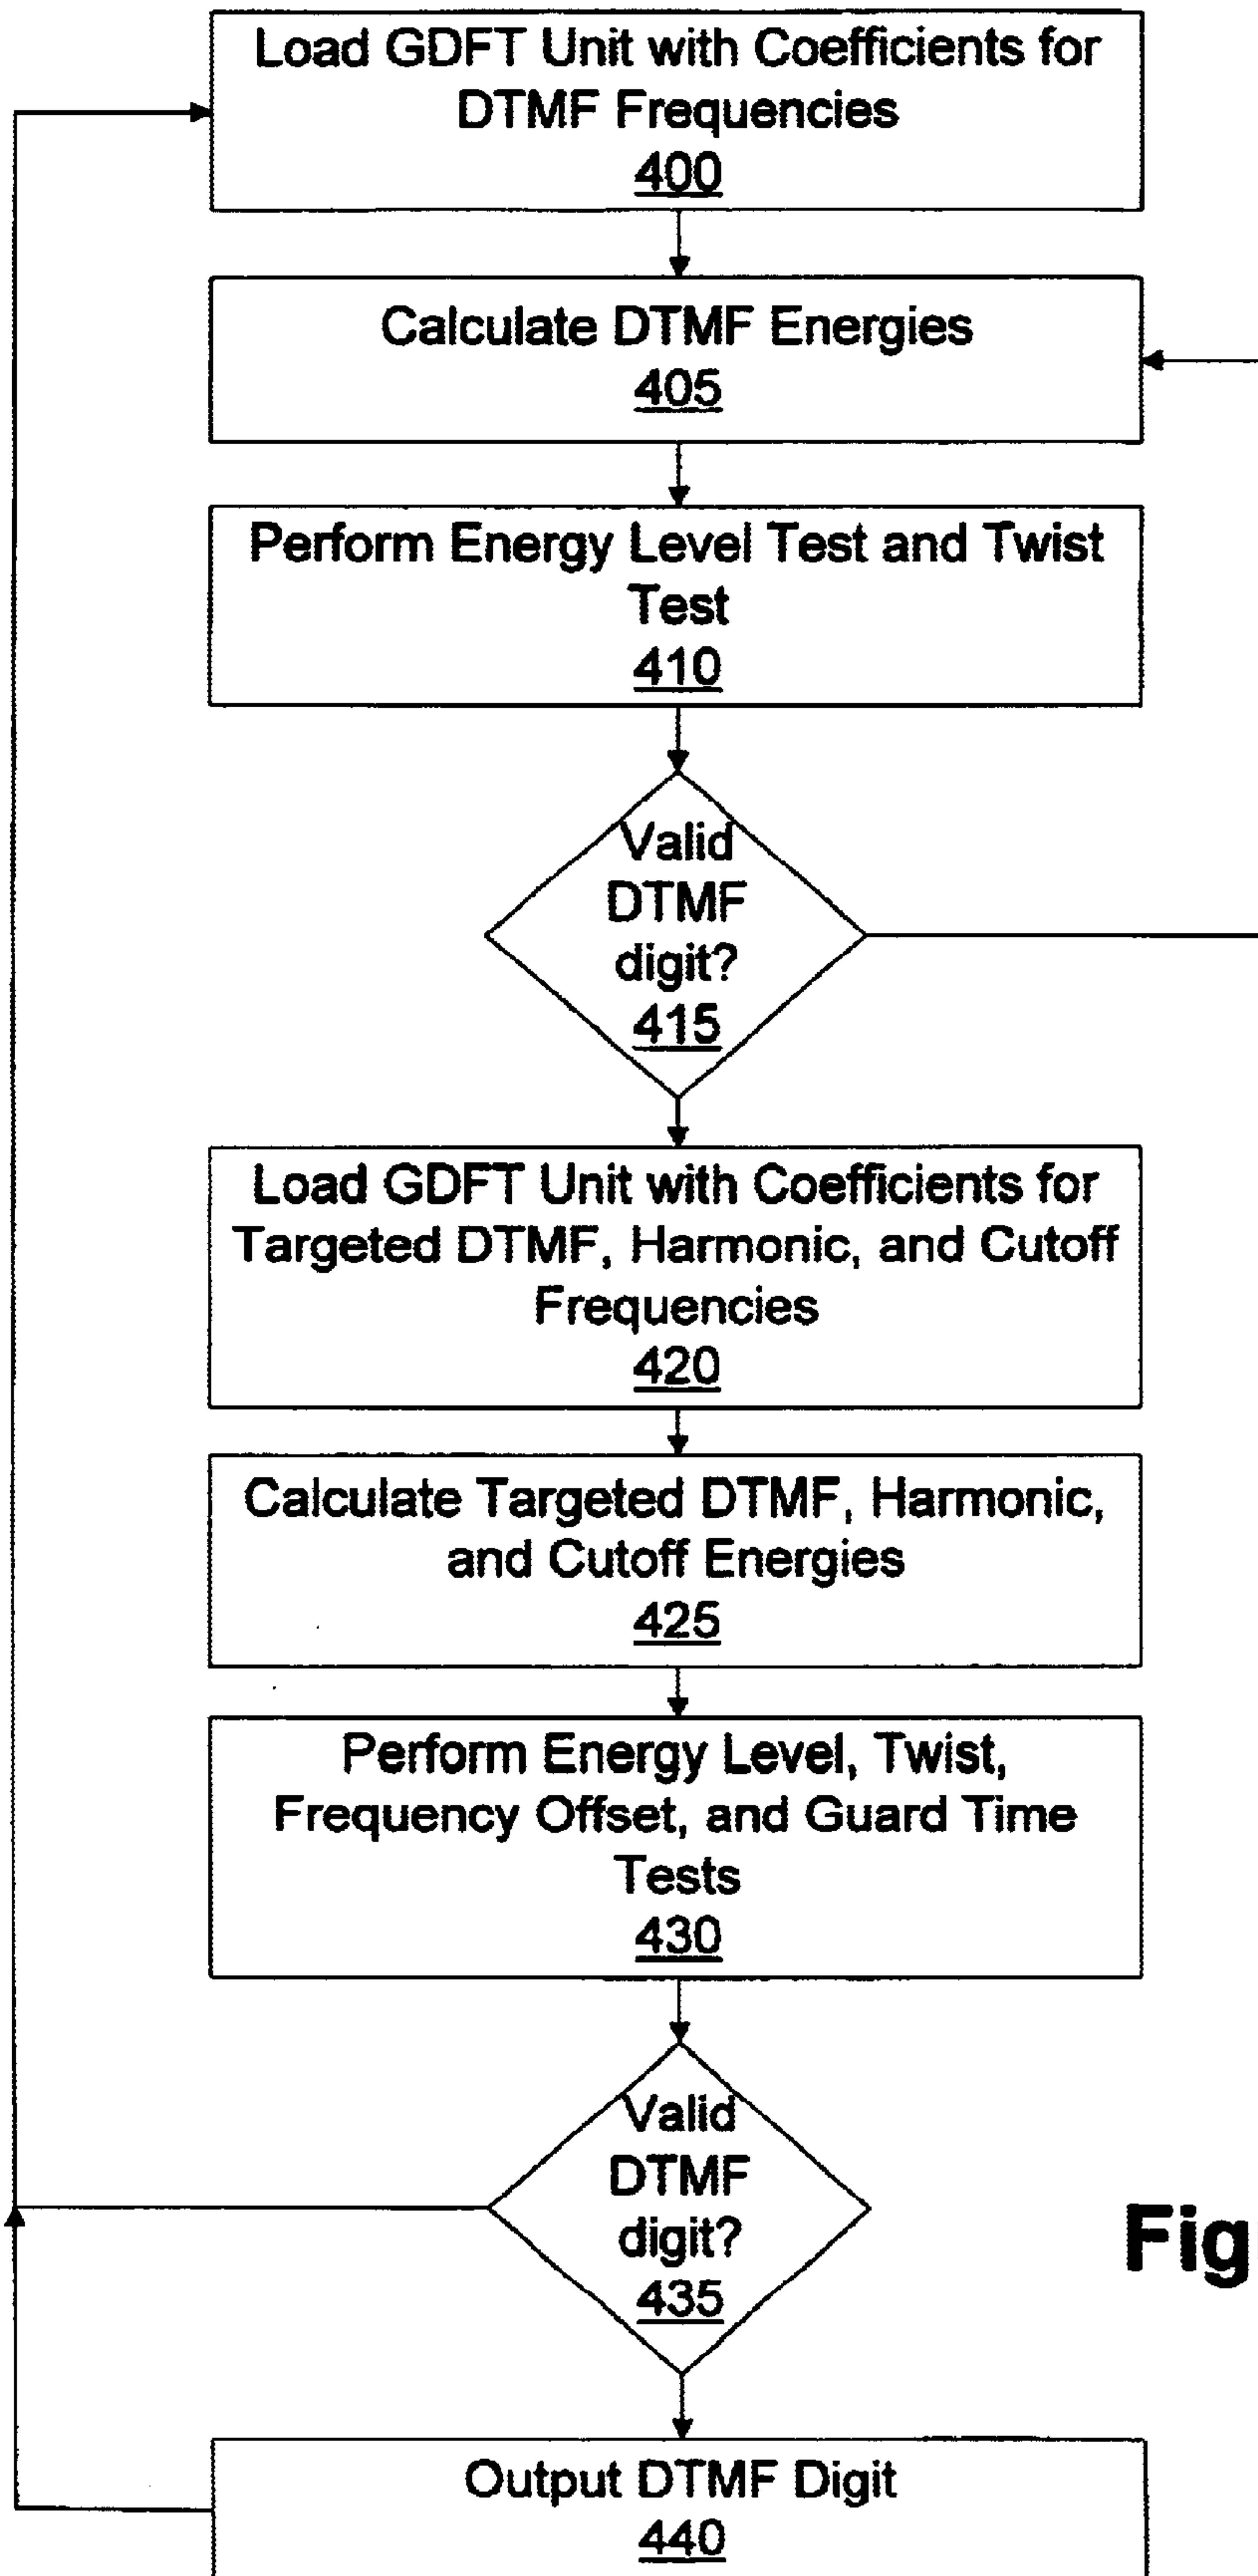 Load GDFT Unit with Coefficients for
DTMF Frequencies
400
Calculate DTMF Energies
405
Perform Energy Level Test and Twist
Test
410
Valid
DTMF
digit?
415
Load GDFT Unit with Coefficients for
Targeted DTMF, Harmonic, and Cutoff
Frequencies
420
Calculate Targeted DTMF, Harmonic,
and Cutoff Energies
425
Perform Energy Level, Twist,
Frequency Offset, and Guard Time
Tests
430
Valid
DTMF
digit?
435
Fig
Output DTMF Digit
440